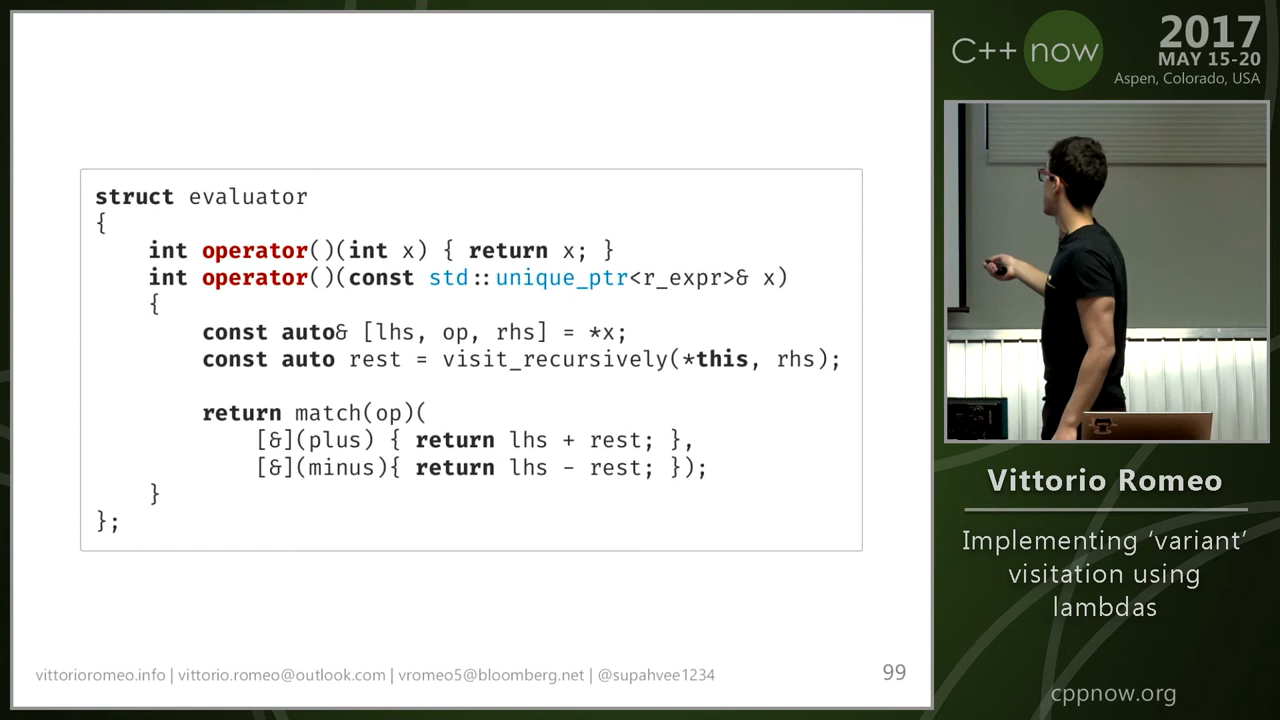 struct evaluator
{
    int operator()(int x) { return x; }
    int operator()(const std::unique_ptr<r_expr>& x)
    {
        const auto& [lhs, op, rhs] = *x;
        const auto rest = visit_recursively(*this, rhs);

        return match(op)(
            [&](plus) { return lhs + rest; },
            [&](minus){ return lhs - rest; });
    }
};
vittorioromeo.info | vittorio.romeo@outlook.com | vromeo5@bloomberg.net | @supahvee1234
99
C++ now
2017
MAY 15-20
Aspen, Colorado, USA
Vittorio Romeo
Implementing ‘variant’
visitation using
lambdas
cppnow.org